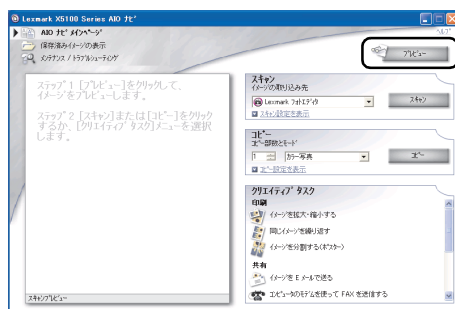 Lexmark X5100 Series AIO ナビ
AIO ナビ メインページ
ヘルプ
保存済みイメージの表示
メンテナンス / トラブルシューティング
プレビュー
ステップ 1 [プレビュー]をクリックして、
イメージをプレビューします。
ステップ 2 [スキャン]または[コピー]をクリック
するか、[クリエイティブ タスク]メニューを選択
します。
スキャンプレビュー
スキャン
イメージの取り込み先
Lexmark フォトエディタ
スキャン
スキャン設定を表示
コピー
コピー部数とモード
1
カラー写真
コピー
コピー設定を表示
クリエイティブ タスク
印刷
イメージを拡大・縮小する
同じイメージを繰り返す
イメージを分割する(ポスター)
共有
イメージを E メールで送る
コンピュータのモデムを使って FAX を送信する